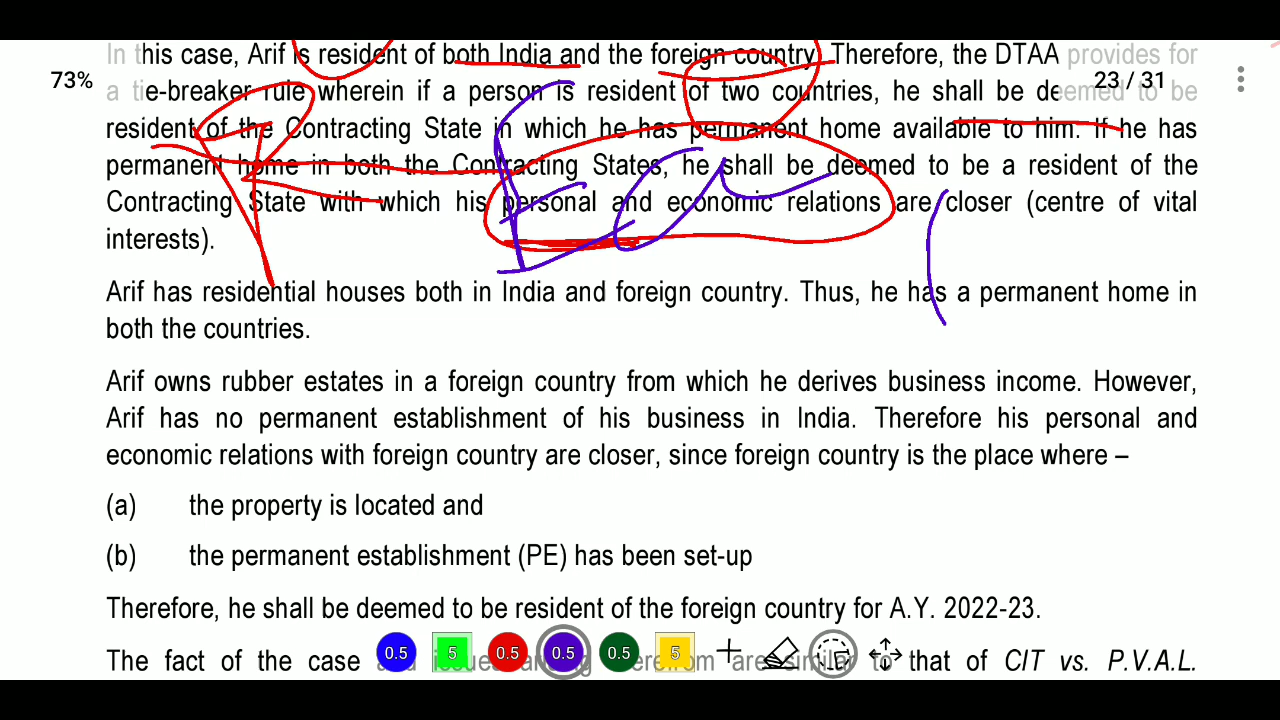 In this case, Arif is resident of both India and the foreign country. Therefore, the DTAA provides for
73%
23 / 31
a tie-breaker rule wherein if a person is resident of two countries, he shall be deemed to be
resident of the Contracting State in which he has permanent home available to him. If he has
permanent home in both the Contracting States, he shall be deemed to be a resident of the
Contracting State with which his personal and economic relations are closer (centre of vital
interests).
Arif has residential houses both in India and foreign country. Thus, he has a permanent home in
both the countries.
Arif owns rubber estates in a foreign country from which he derives business income. However,
Arif has no permanent establishment of his business in India. Therefore his personal and
economic relations with foreign country are closer, since foreign country is the place where –
(a) the property is located and
(b) the permanent establishment (PE) has been set-up
Therefore, he shall be deemed to be resident of the foreign country for A.Y. 2022-23.
0.5 5 0.5 0.5 0.5 5
The fact of the case and issues arising therefrom are similar to that of CIT vs. P.V.A.L.